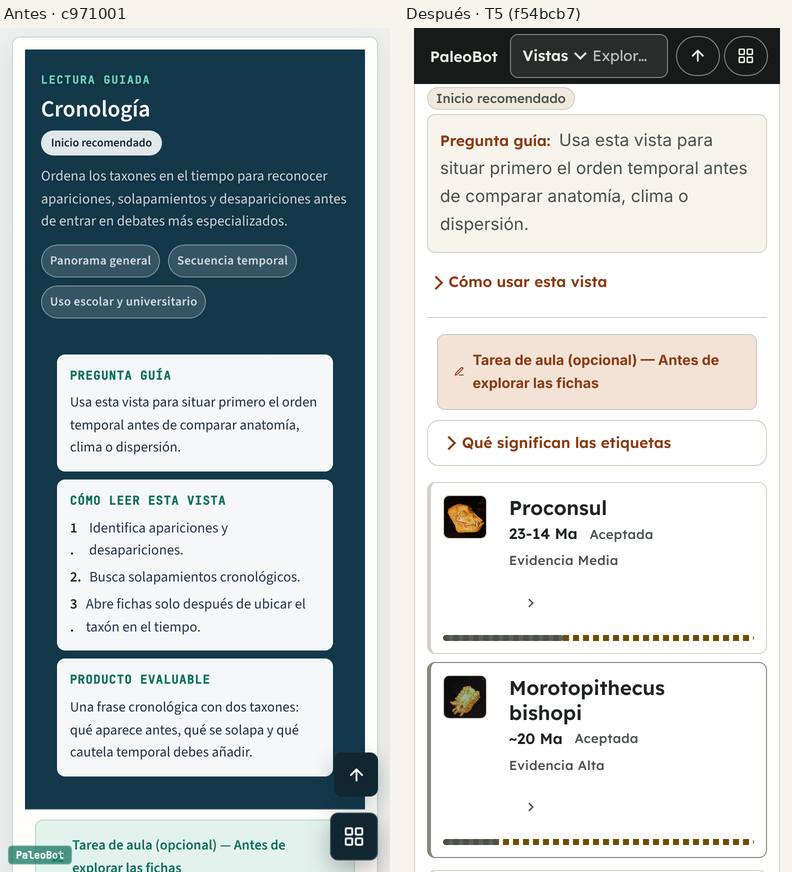 Antes · c971001
LECTURA GUIADA
Cronología
Inicio recomendado
Ordena los taxones en el tiempo para reconocer
apariciones, solapamientos y desapariciones antes
de entrar en debates más especializados.
Panorama general
Secuencia temporal
Uso escolar y universitario
PREGUNTA GUÍA
Usa esta vista para situar primero el orden
temporal antes de comparar anatomía,
clima o dispersión.
CÓMO LEER ESTA VISTA
1 Identifica apariciones y
. desapariciones.
2. Busca solapamientos cronológicos.
3 Abre fichas solo después de ubicar el
. taxón en el tiempo.
PRODUCTO EVALUABLE
Una frase cronológica con dos taxones:
qué aparece antes, qué se solapa y qué
cautela temporal debes añadir.
Tarea de aula (opcional) — Antes de
explorar las fichas
PaleoBot
Después · T5 (f54bcb7)
PaleoBot
Vistas Explor...
Inicio recomendado
Pregunta guía: Usa esta vista para
situar primero el orden temporal antes
de comparar anatomía, clima o
dispersión.
Cómo usar esta vista
Tarea de aula (opcional) — Antes de
explorar las fichas
Qué significan las etiquetas
Proconsul
23-14 Ma Aceptada
Evidencia Media
Morotopithecus
bishopi
~20 Ma Aceptada
Evidencia Alta